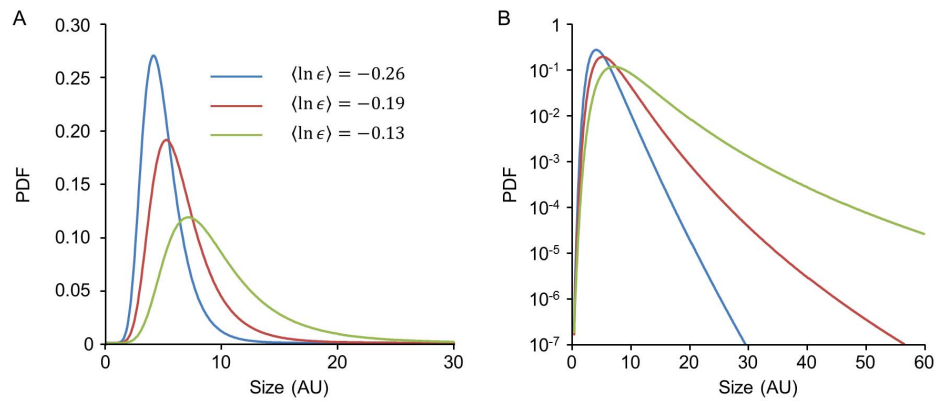 A
0.30
0.25
0.20
0.15
0.10
0.05
0
PDF
⟨ln ϵ⟩ = −0.26
⟨ln ϵ⟩ = −0.19
⟨ln ϵ⟩ = −0.13
0 10 20 30
Size (AU)
B
1
10⁻¹
10⁻²
10⁻³
10⁻⁴
10⁻⁵
10⁻⁶
10⁻⁷
PDF
0 10 20 30 40 50 60
Size (AU)